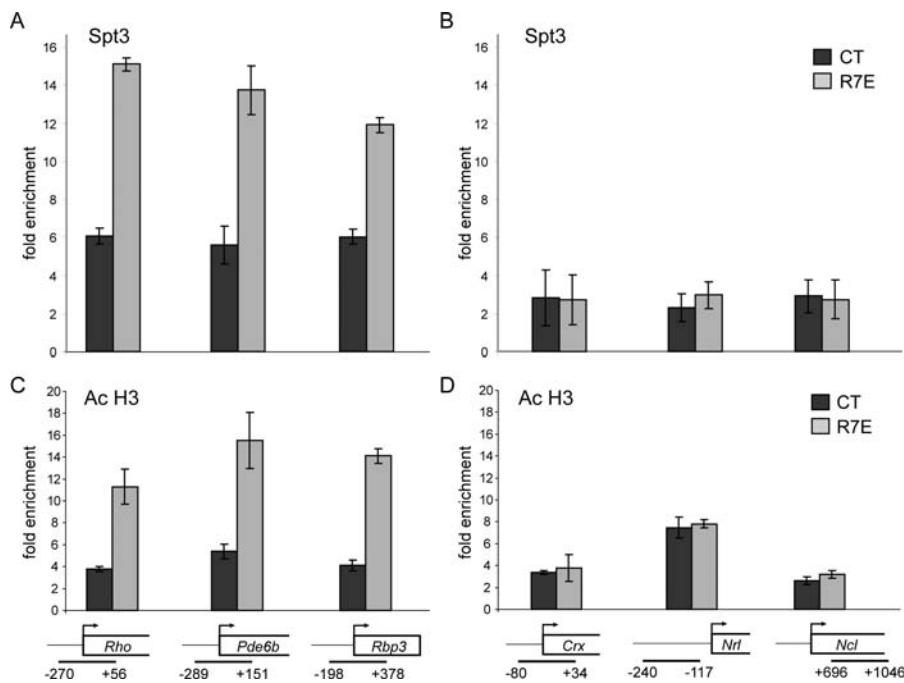 A
Spt3
fold enrichment
16
14
12
10
8
6
4
2
0
B
Spt3
CT
R7E
fold enrichment
16
14
12
10
8
6
4
2
0
C
Ac H3
fold enrichment
20
18
16
14
12
10
8
6
4
2
0
Rho
Pde6b
Rbp3
-270
+56
-289
+151
-198
+378
D
Ac H3
CT
R7E
fold enrichment
20
18
16
14
12
10
8
6
4
2
0
Crx
Nrl
Ncl
-80
+34
-240
-117
+696
+1046